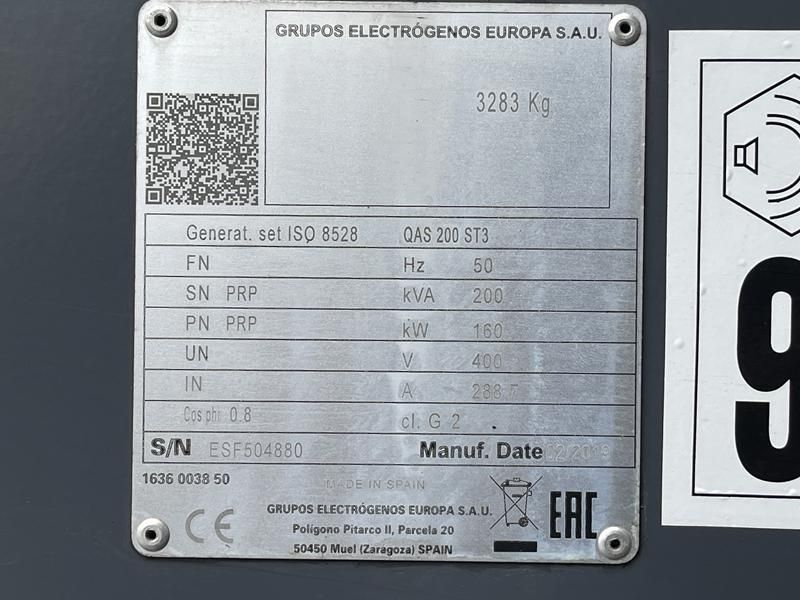 GRUPOS ELECTRÓGENOS EUROPA S.A.U.
3283 Kg
Generat. set ISO 8528 QAS 200 ST3
FN Hz 50
SN PRP kVA 200
PN PRP kW 160
UN V 400
IN A 288
Cos phi 0.8 cl. G 2
S/N ESF504880 Manuf. Date 02/2019
1636 0038 50
MADE IN SPAIN
GRUPOS ELECTRÓGENOS EUROPA S.A.U.
Polígono Pitarco II, Parcela 20
50450 Muel (Zaragoza) SPAIN
CE
EAC
9